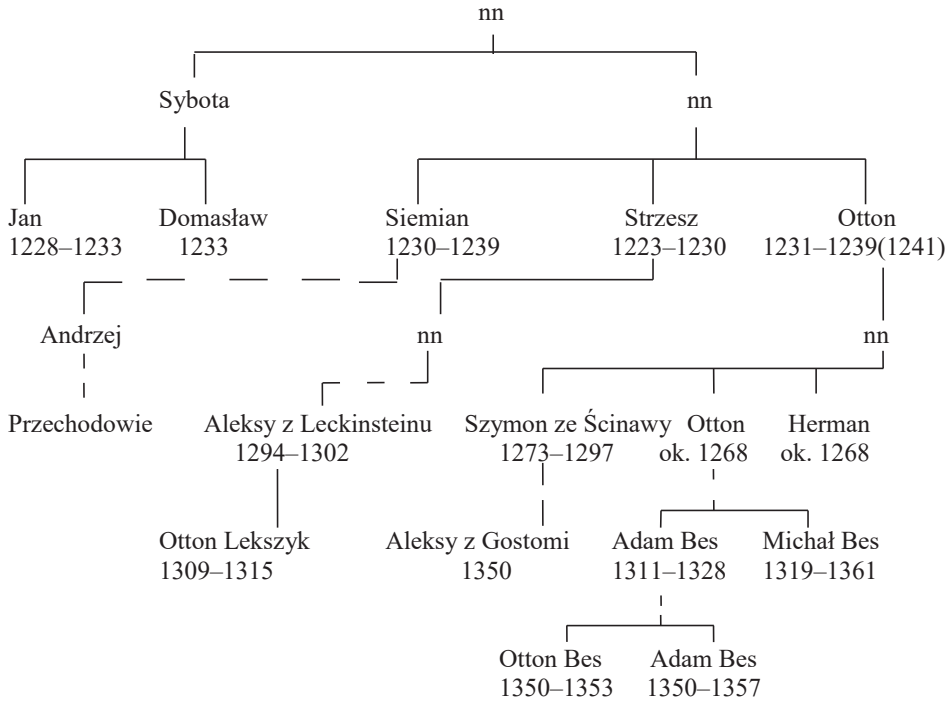 nn
Sybota nn
Jan Domasław Siemian Strzesz Otton
1228–1233 1233 1230–1239 1223–1230 1231–1239(1241)
Andrzej nn nn
Przechodowie Aleksy z Leckinsteinu Szymon ze Ścinawy Otton Herman
1294–1302 1273–1297 ok. 1268 ok. 1268
Otton Lekszyk Aleksy z Gostomi Adam Bes Michał Bes
1309–1315 1350 1311–1328 1319–1361
Otton Bes Adam Bes
1350–1353 1350–1357